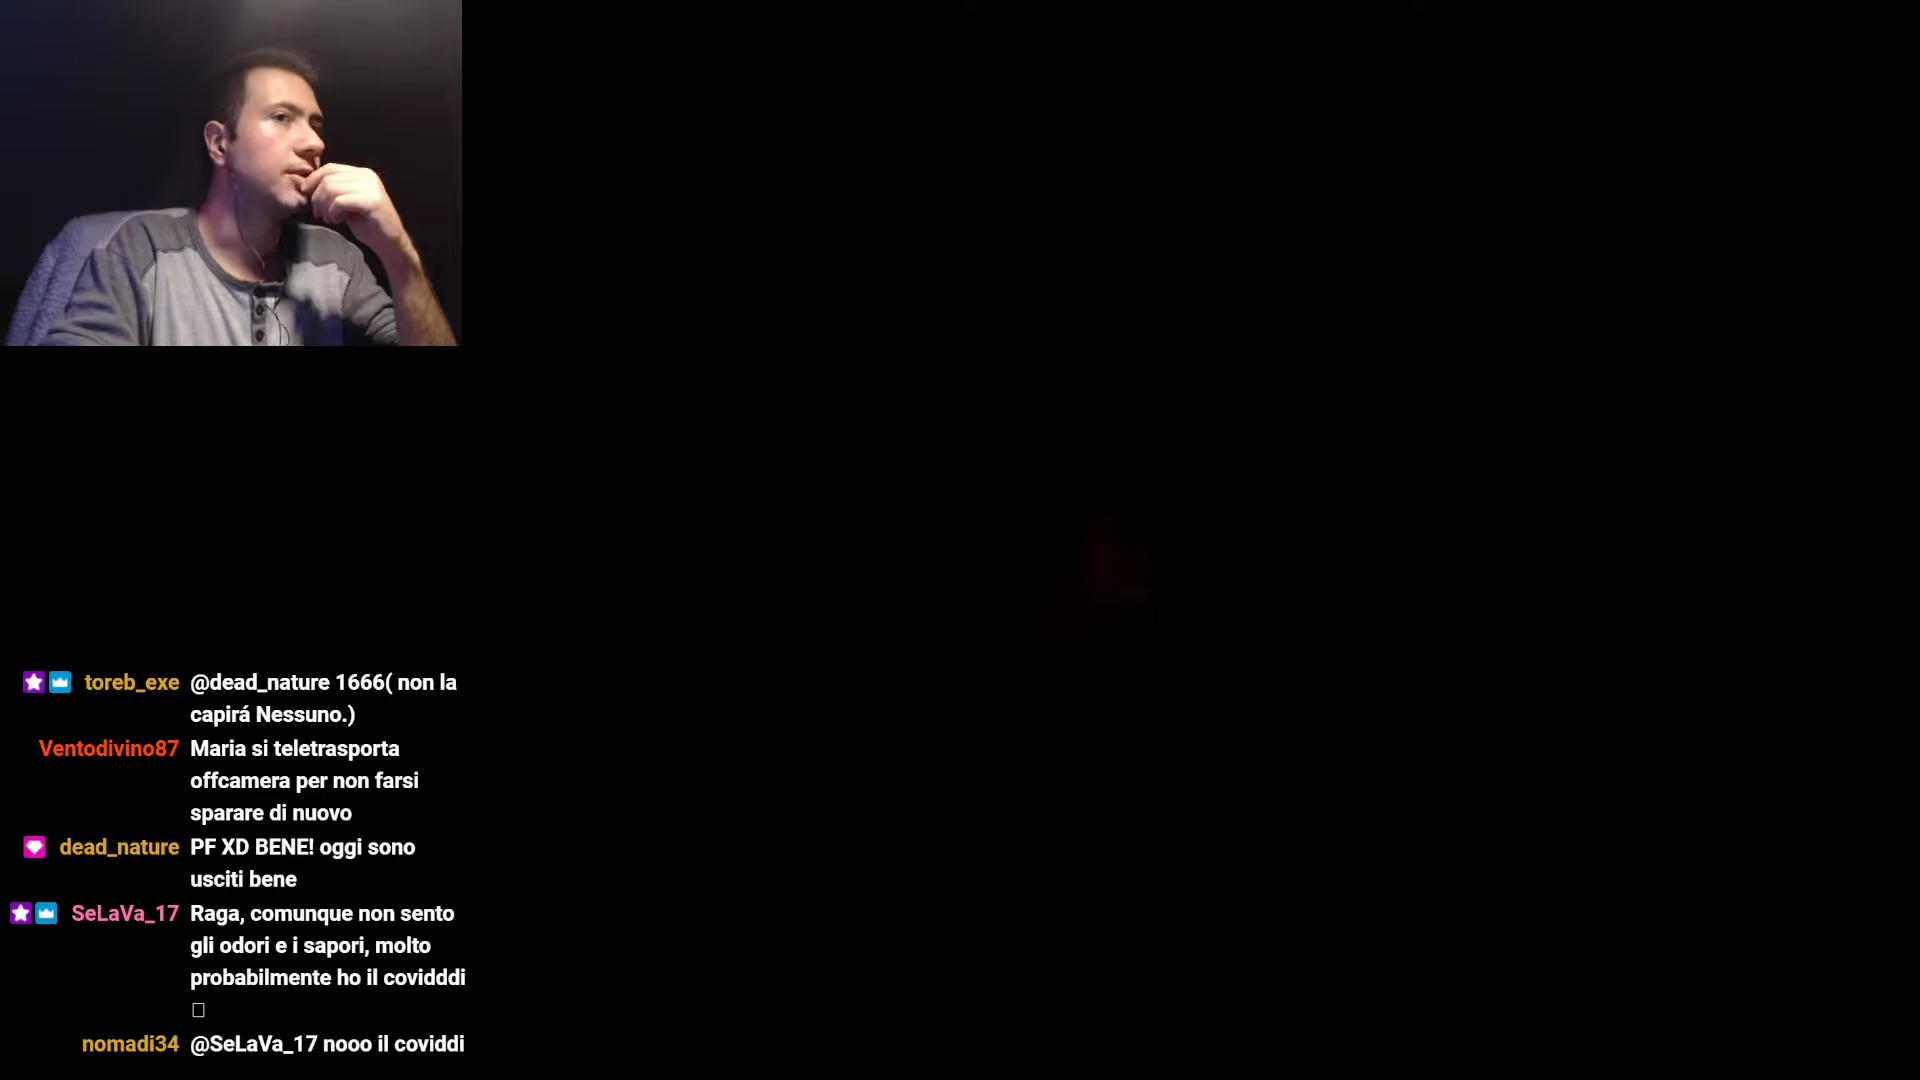 toreb_exe @dead_nature 1666( non la
capirá Nessuno.)
Ventodivino87 Maria si teletrasporta
offcamera per non farsi
sparare di nuovo
dead_nature PF XD BENE! oggi sono
usciti bene
SeLaVa_17 Raga, comunque non sento
gli odori e i sapori, molto
probabilmente ho il covidddi
nomadi34 @SeLaVa_17 nooo il coviddi